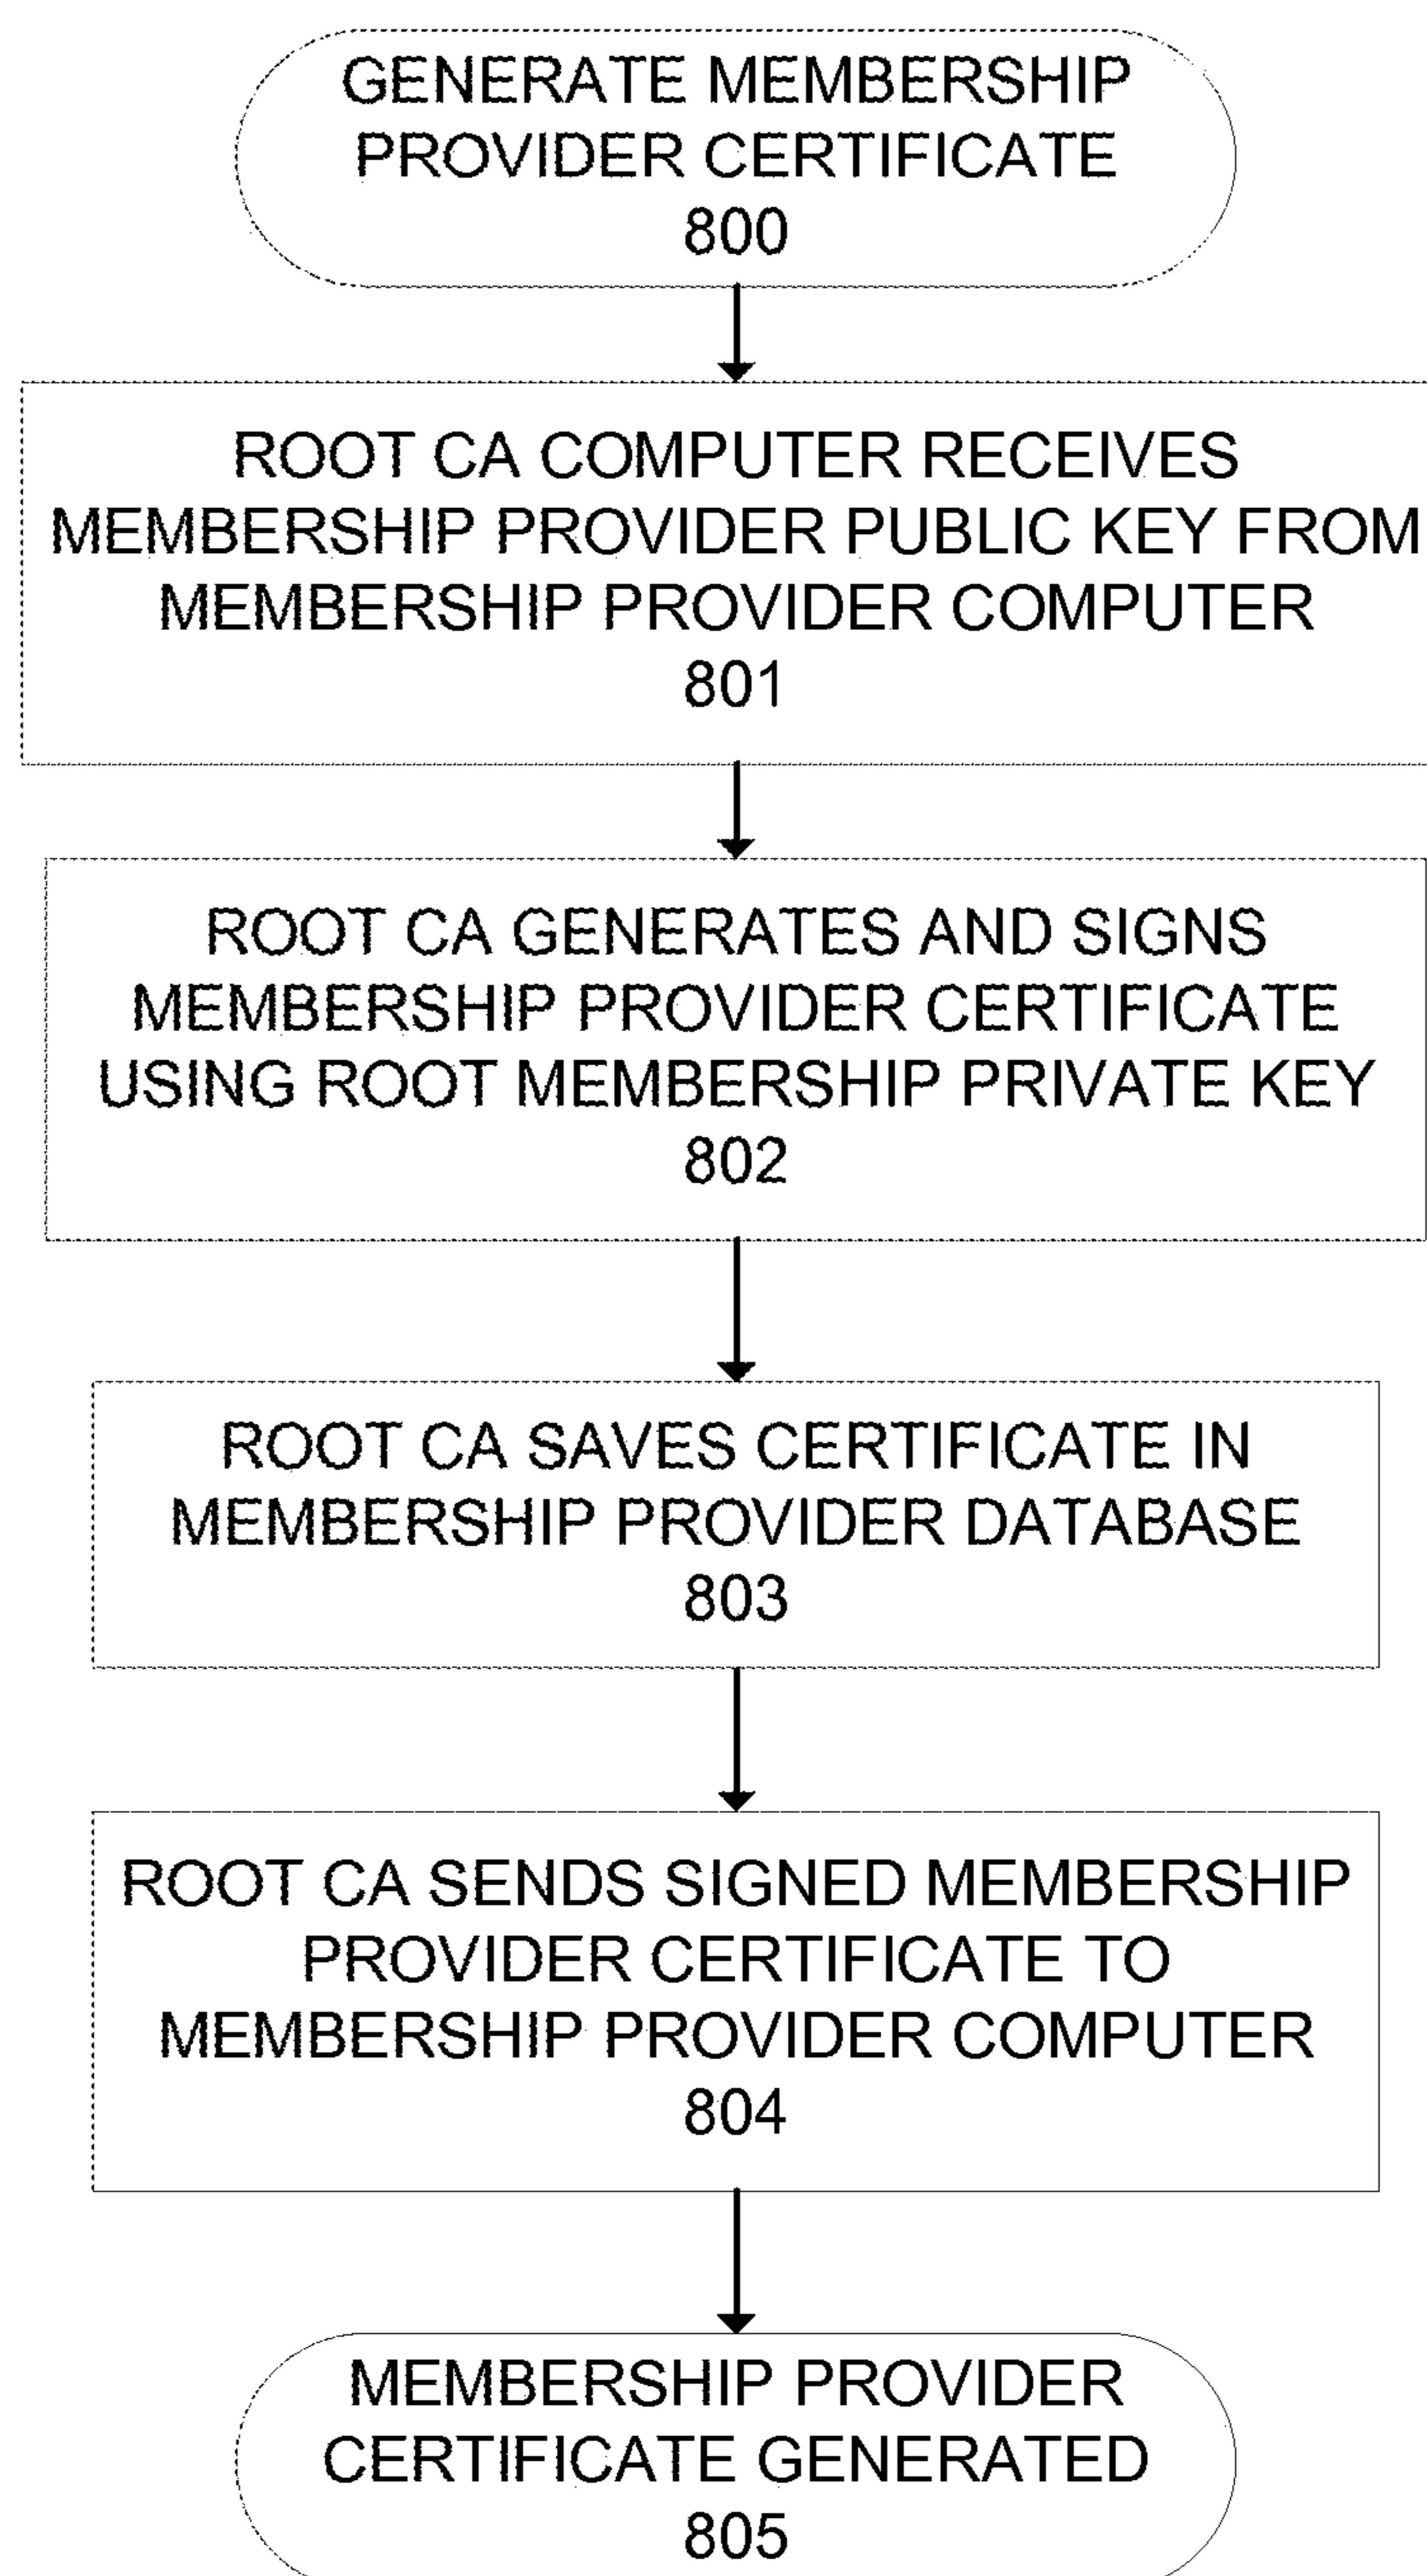 GENERATE MEMBERSHIP
PROVIDER CERTIFICATE
800
ROOT CA COMPUTER RECEIVES
MEMBERSHIP PROVIDER PUBLIC KEY FROM
MEMBERSHIP PROVIDER COMPUTER
801
ROOT CA GENERATES AND SIGNS
MEMBERSHIP PROVIDER CERTIFICATE
USING ROOT MEMBERSHIP PRIVATE KEY
802
ROOT CA SAVES CERTIFICATE IN
MEMBERSHIP PROVIDER DATABASE
803
ROOT CA SENDS SIGNED MEMBERSHIP
PROVIDER CERTIFICATE TO
MEMBERSHIP PROVIDER COMPUTER
804
MEMBERSHIP PROVIDER
CERTIFICATE GENERATED
805